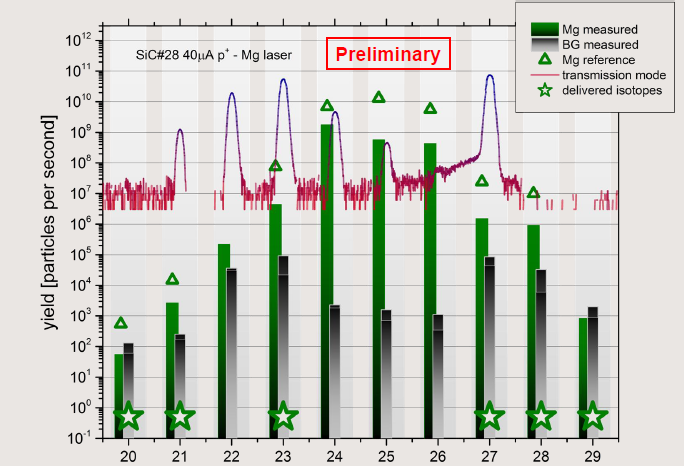 SiC#28 40µA p⁺ - Mg laser
Preliminary
Mg measured
BG measured
Mg reference
transmission mode
delivered isotopes
yield [particles per second]
10¹²
10¹¹
10¹⁰
10⁹
10⁸
10⁷
10⁶
10⁵
10⁴
10³
10²
10¹
10⁰
10⁻¹
20 21 22 23 24 25 26 27 28 29